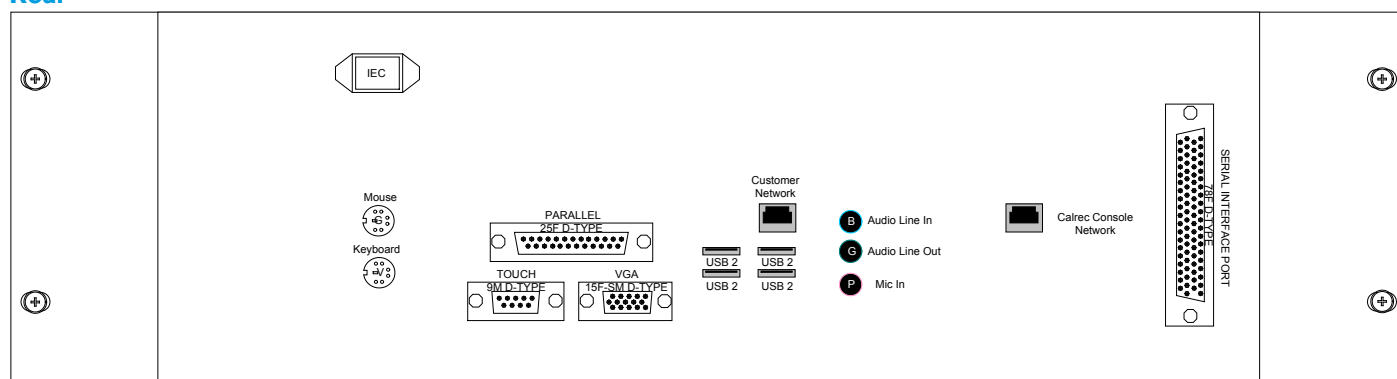 Rear
IEC
Mouse
G
Keyboard
V
PARALLEL
25F D-TYPE
TOUCH
9M D-TYPE
VGA
15F-SM D-TYPE
Customer
Network
USB 2
USB 2
USB 2
USB 2
B
Audio Line In
G
Audio Line Out
P
Mic In
Calrec Console
Network
SERIAL INTERFACE PORT
78F D-TYPE